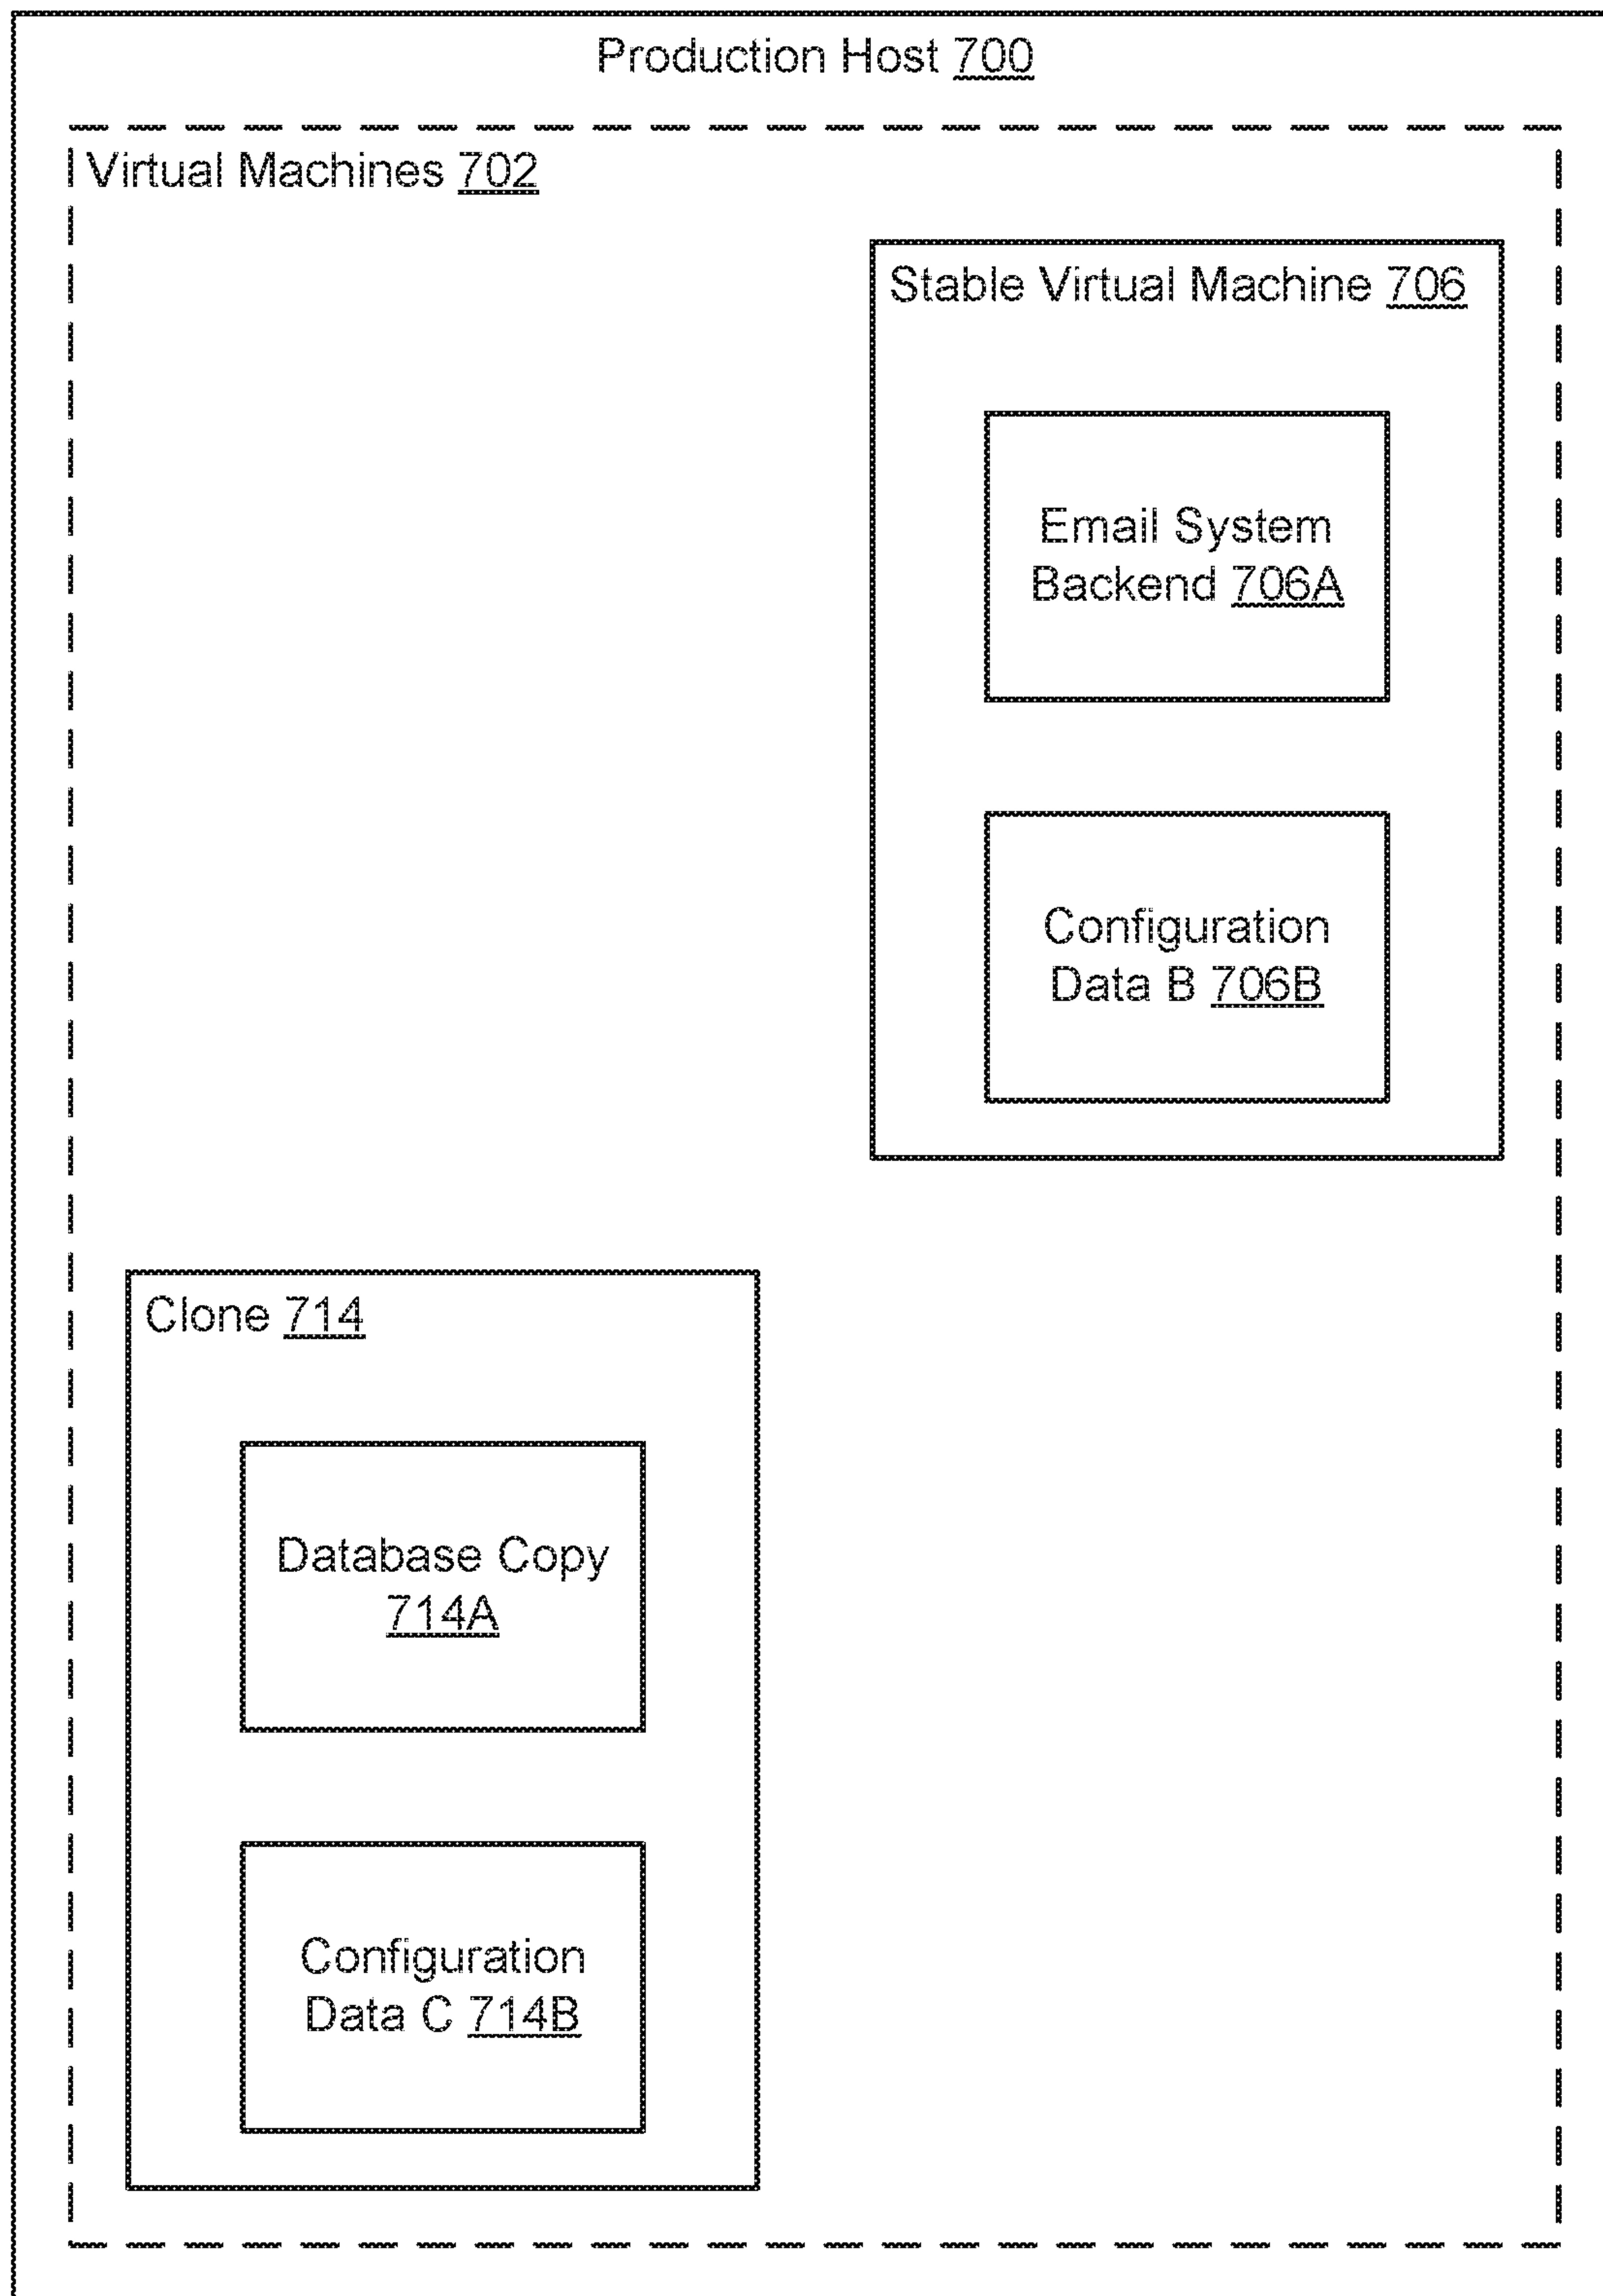 Production Host 700
Virtual Machines 702
Stable Virtual Machine 706
Email System
Backend 706A
Configuration
Data B 706B
Clone 714
Database Copy
714A
Configuration
Data C 714B